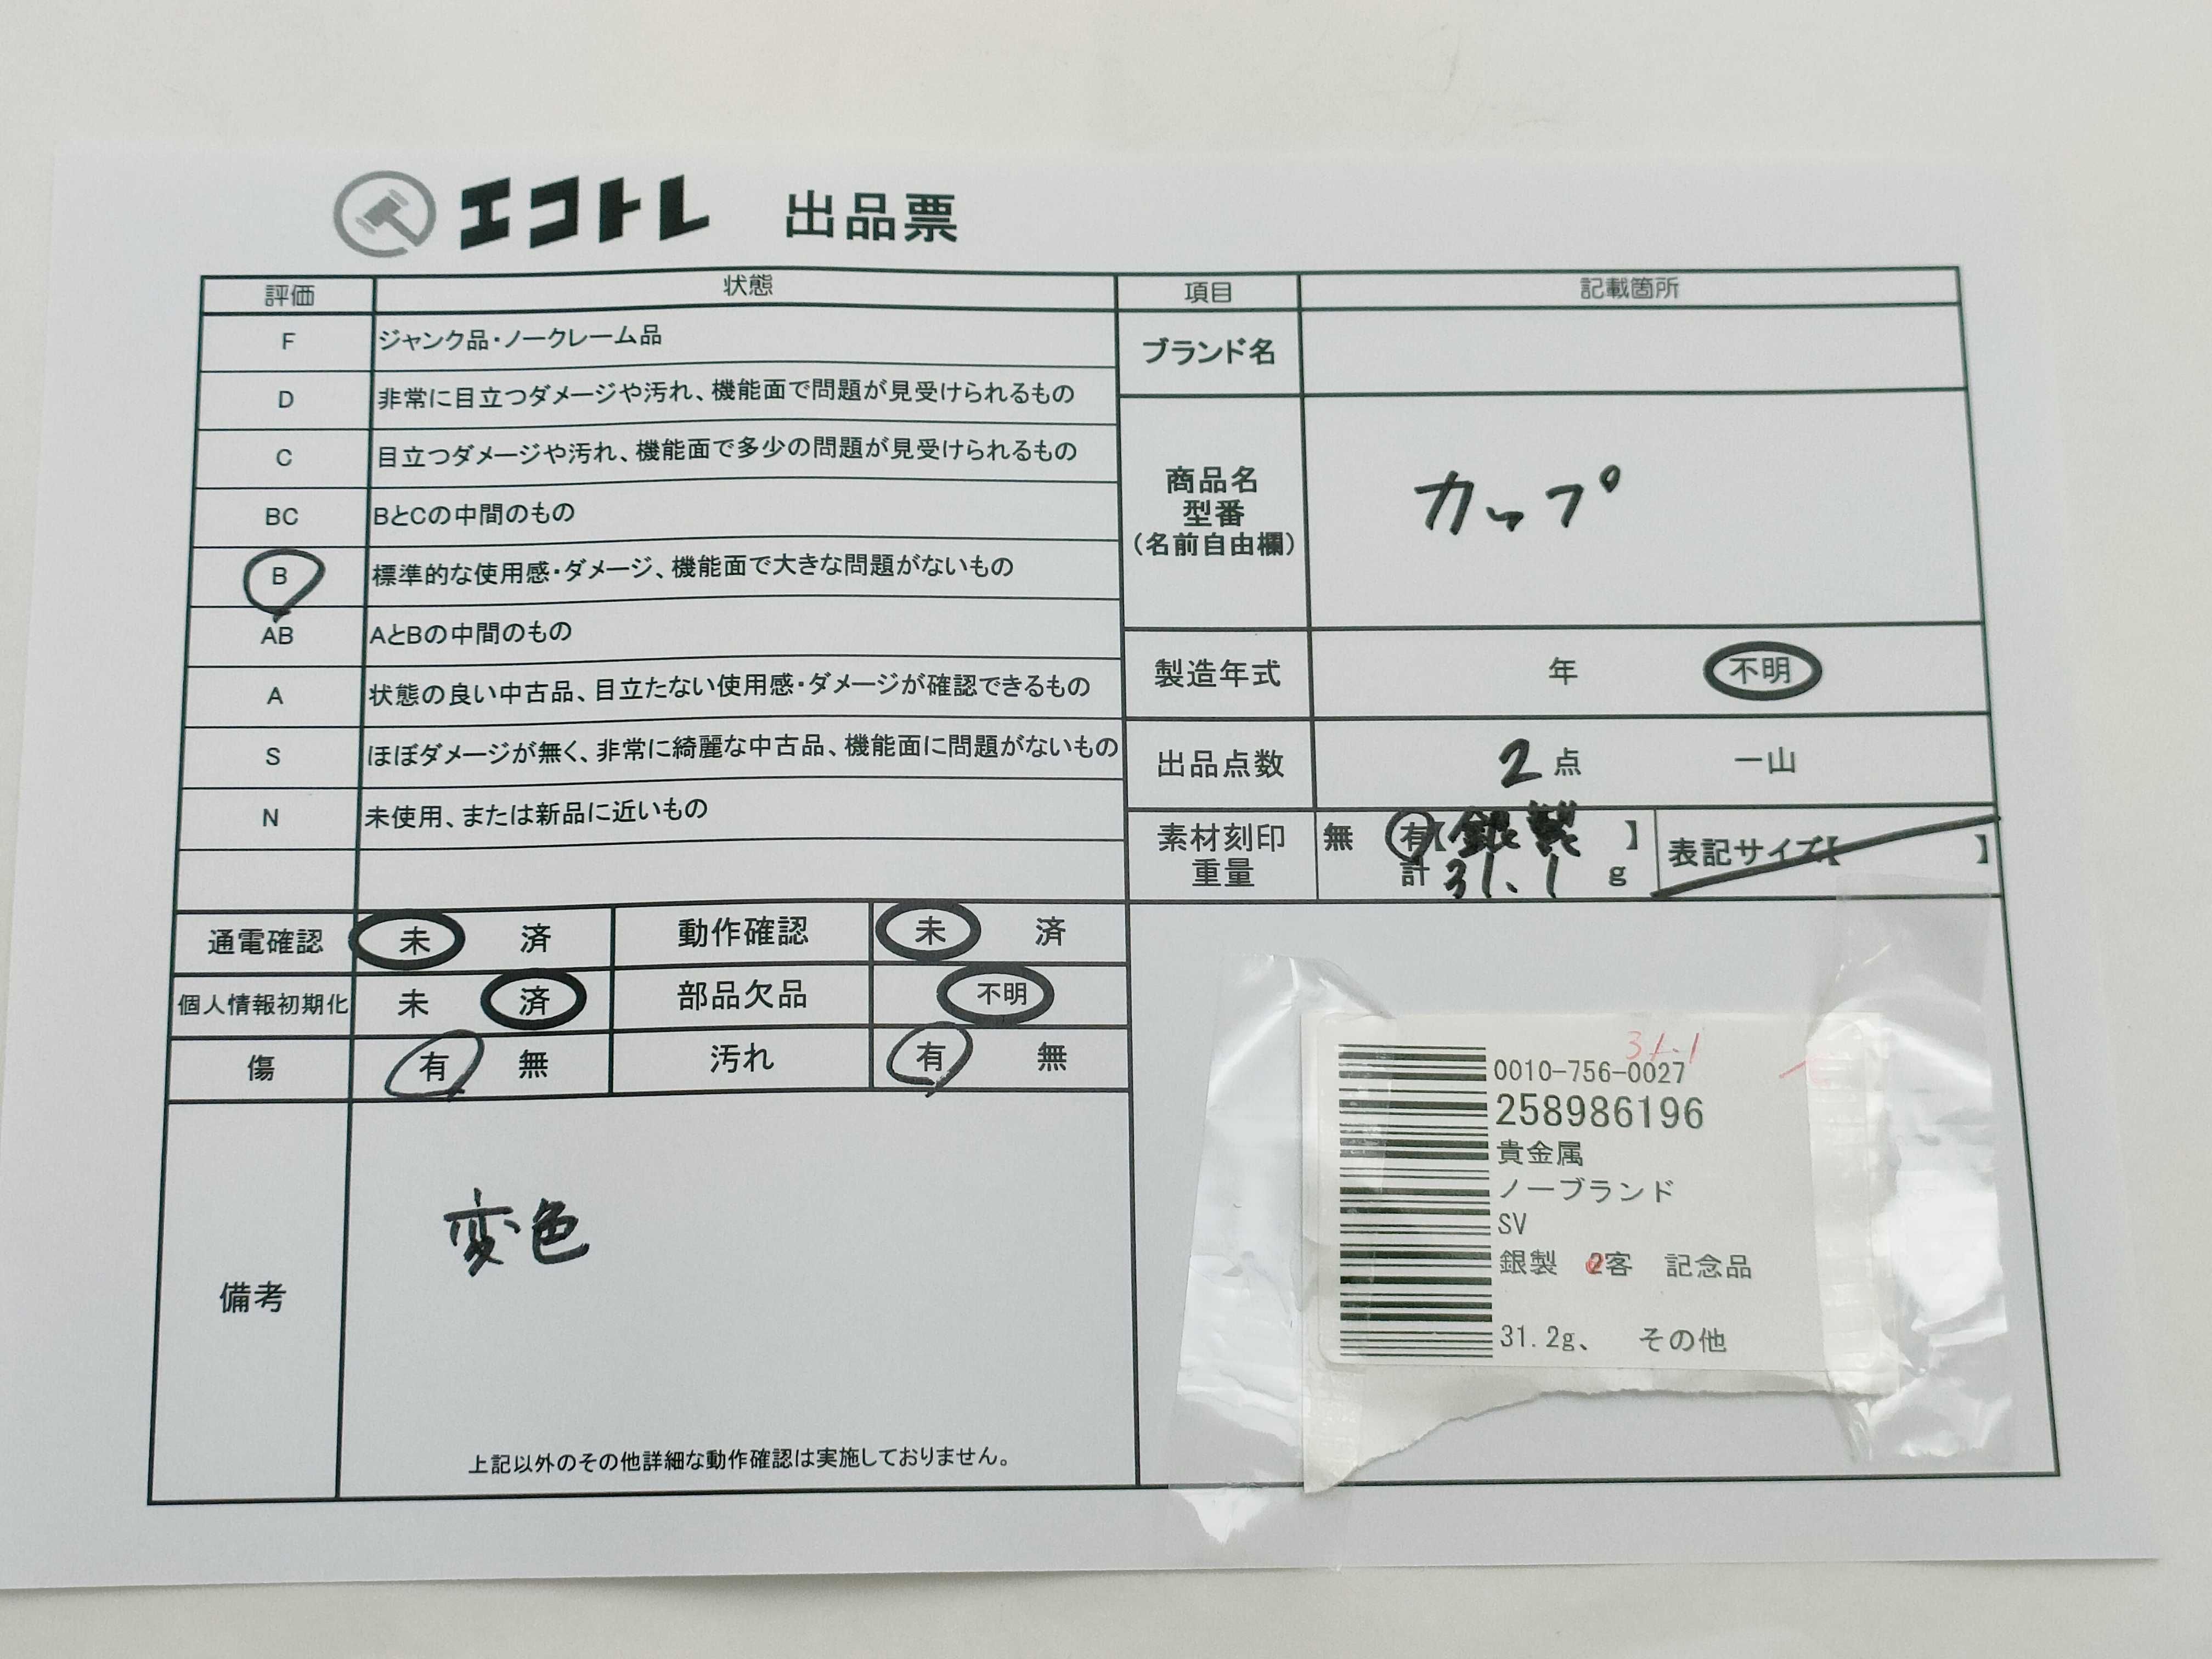 エコトレ 出品票
評価 状態 項目 記載箇所
F ジャンク品・ノークレーム品
D 非常に目立つダメージや汚れ、機能面で問題が見受けられるもの
C 目立つダメージや汚れ、機能面で多少の問題が見受けられるもの
BC BとCの中間のもの
B 標準的な使用感・ダメージ、機能面で大きな問題がないもの
AB AとBの中間のもの
A 状態の良い中古品、目立たない使用感・ダメージが確認できるもの
S ほぼダメージが無く、非常に綺麗な中古品、機能面に問題がないもの
N 未使用、または新品に近いもの
ブランド名
商品名
型番
(名前自由欄)
カップ
製造年式 年 不明
出品点数 2点 一山
素材刻印 無 有【銀製】
重量 計 31.1 g
表記サイズ【 】
通電確認 未 済 動作確認 未 済
個人情報初期化 未 済 部品欠品 不明
傷 有 無 汚れ 有 無
備考
変色
上記以外のその他詳細な動作確認は実施しておりません。
31.1
0010-756-0027
258986196
貴金属
ノーブランド
SV
銀製 2客 記念品
31.2g、 その他